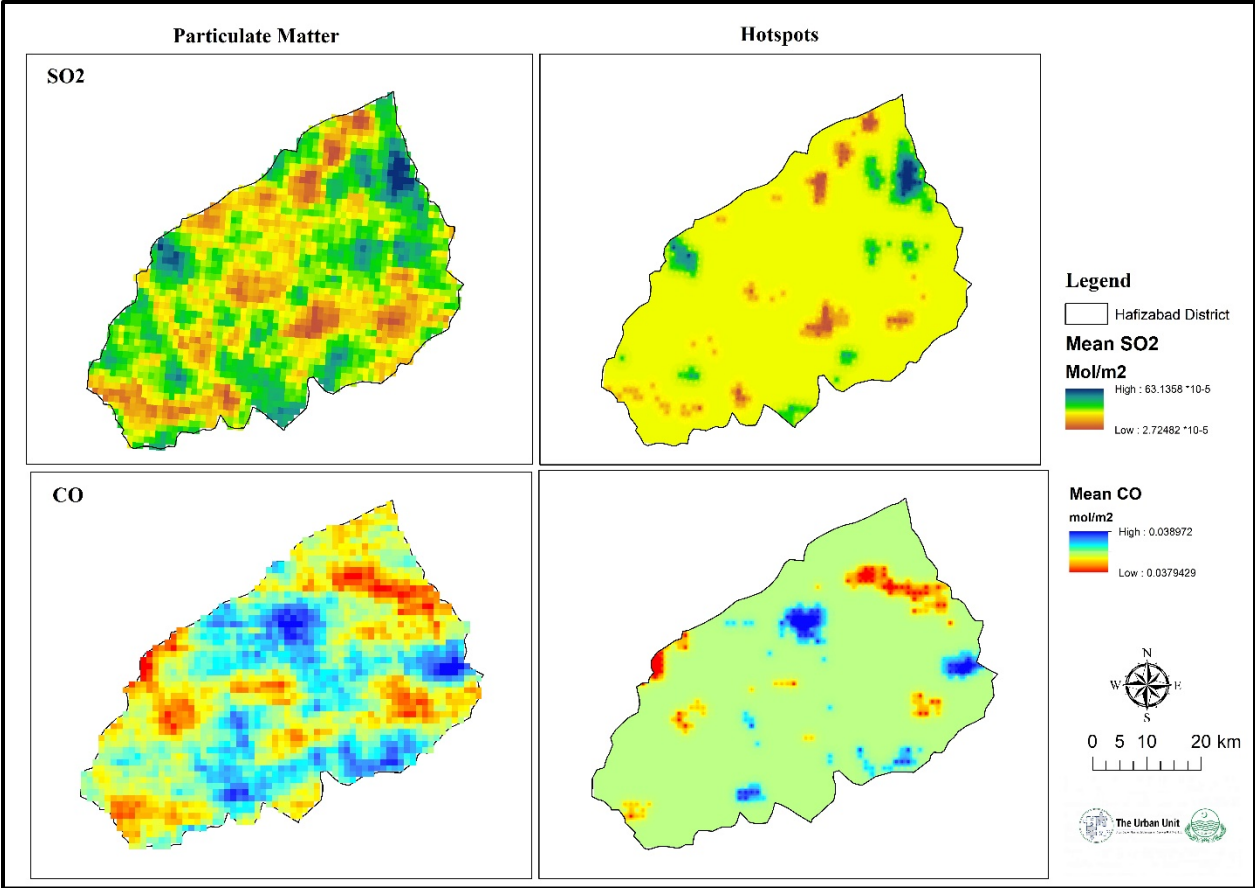 Particulate Matter
Hotspots
SO2
Legend
Hafizabad District
Mean SO2
Mol/m2
High : 63.1358 *10-5
Low : 2.72482 *10-5
CO
Mean CO
mol/m2
High : 0.038972
Low : 0.0379429
N
W E
S
0 5 10 20 km
The Urban Unit